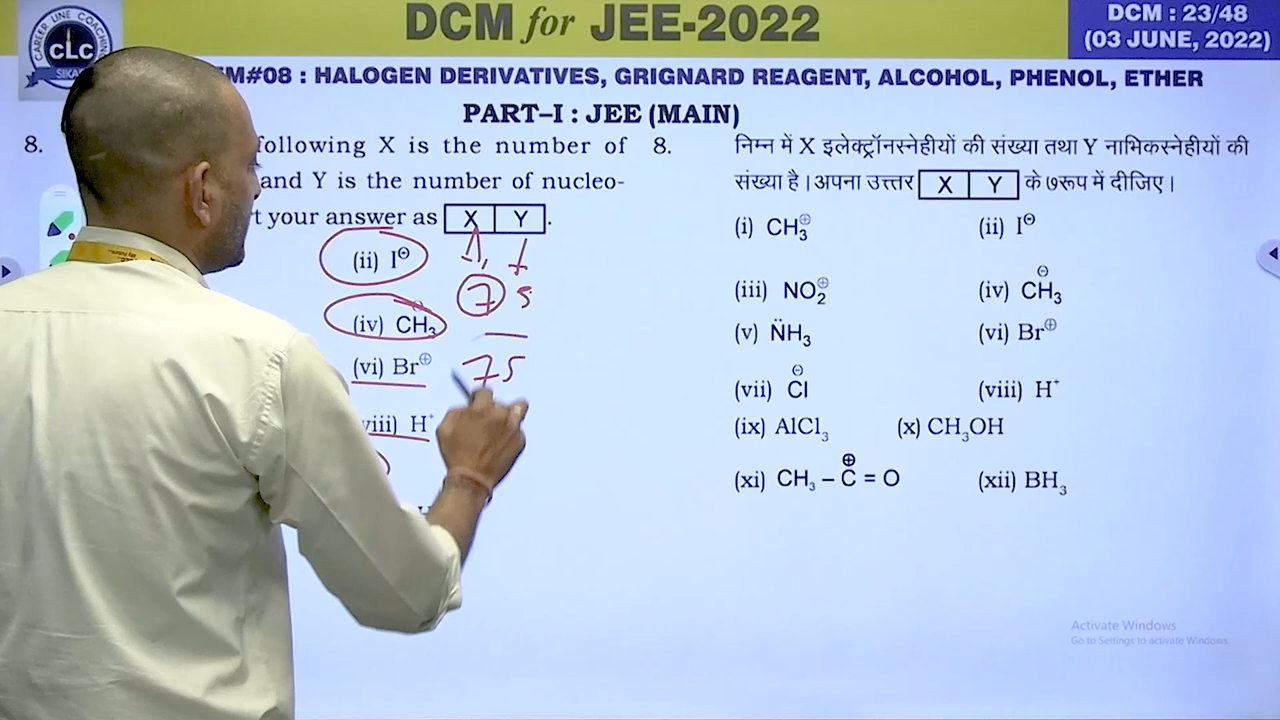 DCM for JEE-2022
DCM : 23/48
(03 JUNE, 2022)
CAREER LINE COACHING
CLC
M#08 : HALOGEN DERIVATIVES, GRIGNARD REAGENT, ALCOHOL, PHENOL, ETHER
PART–I : JEE (MAIN)
8.
following X is the number of
and Y is the number of nucleo-
t your answer as X Y .
(ii) I⊖
(iv) CH₃
(vi) Br⊕
viii) H⁺
X Y
7 5
75
8.
निम्न में X इलेक्ट्रॉनस्नेहीयों की संख्या तथा Y नाभिकस्नेहीयों की
संख्या है। अपना उत्त्तर X Y के ७रूप में दीजिए।
(i) CH₃⊕ (ii) I⊖
(iii) NO₂⊕ (iv) C⊖H₃
(v) N̈H₃ (vi) Br⊕
(vii) Cl⊖ (viii) H⁺
(ix) AlCl₃ (x) CH₃OH
(xi) CH₃ – C⊕ = O (xii) BH₃
Activate Windows
Go to Settings to activate Windows.